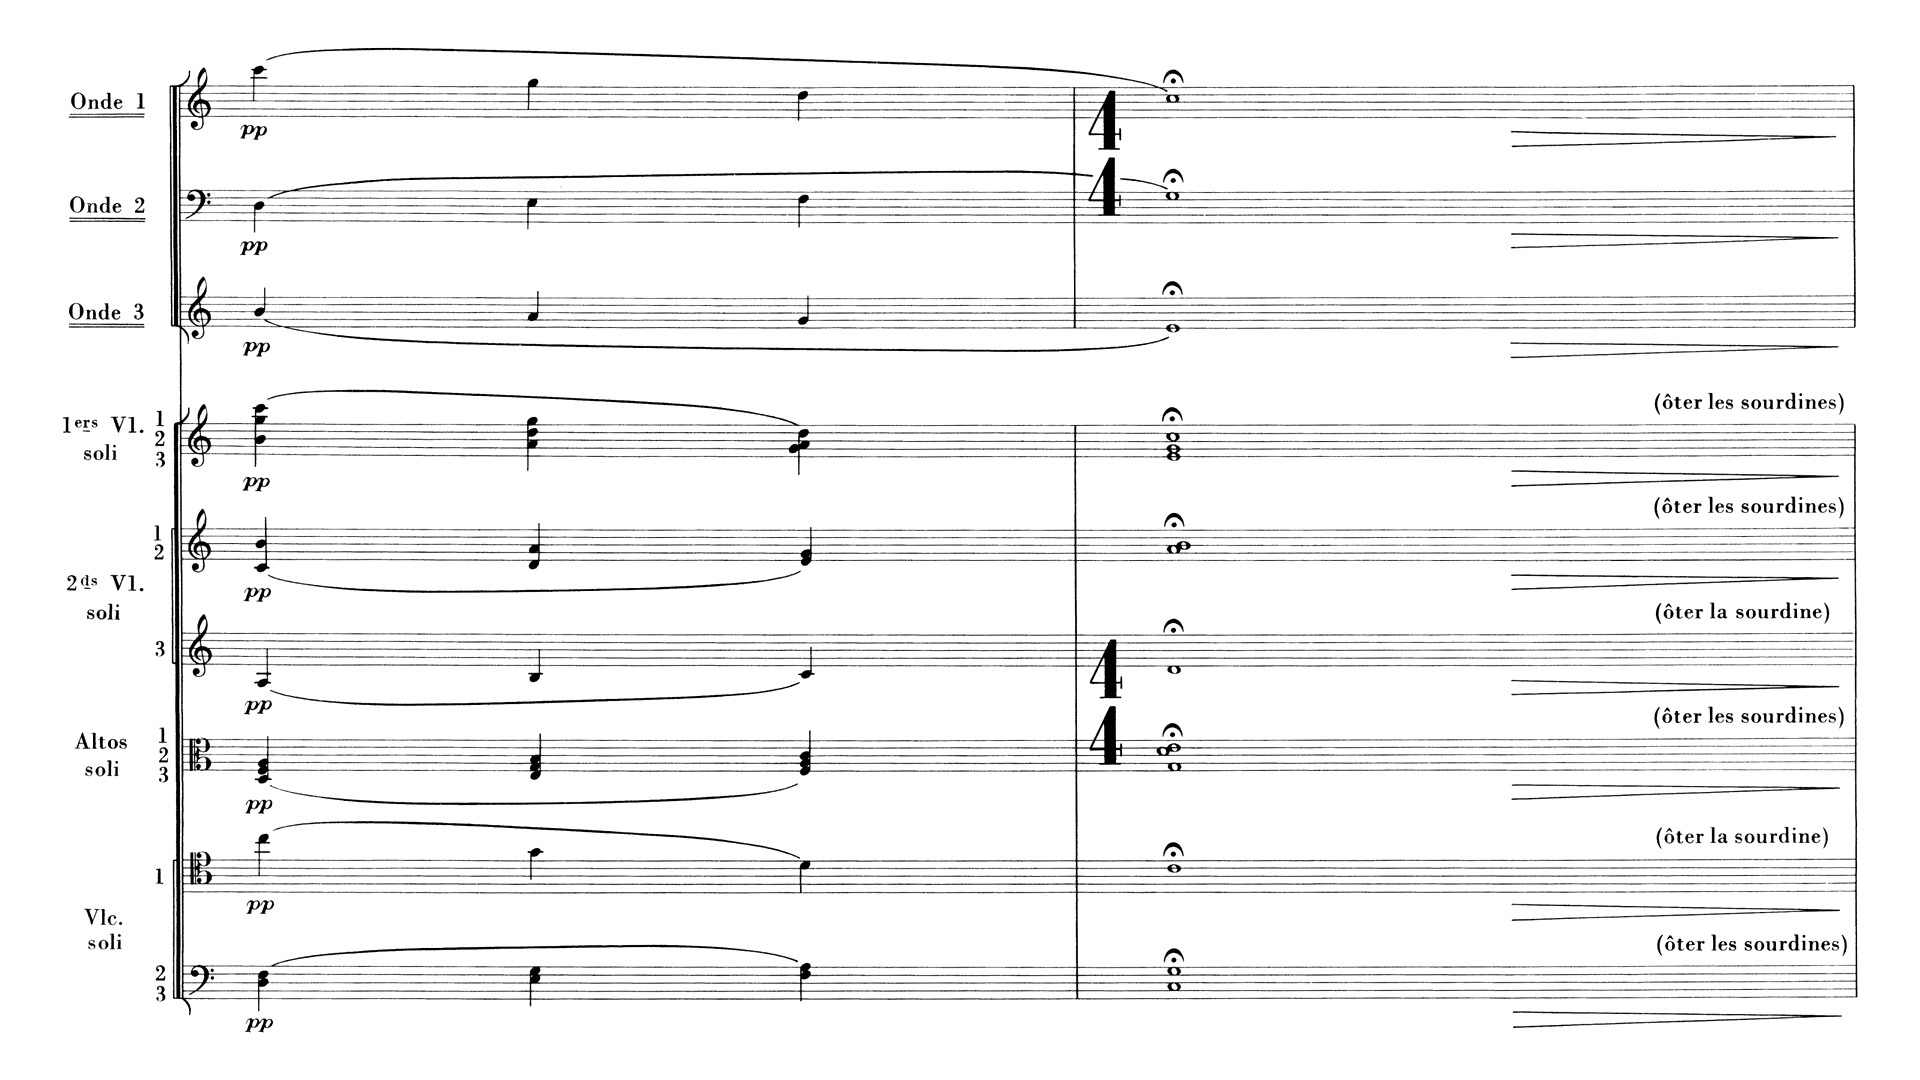 Onde 1
pp
4
4
Onde 2
pp
Onde 3
pp
1ers Vl. soli
1
2
3
pp
(ôter les sourdines)
2ds Vl. soli
1
2
pp
(ôter les sourdines)
3
pp
(ôter la sourdine)
4
4
Altos soli
1
2
3
pp
(ôter les sourdines)
Vlc. soli
1
pp
(ôter la sourdine)
2
3
pp
(ôter les sourdines)